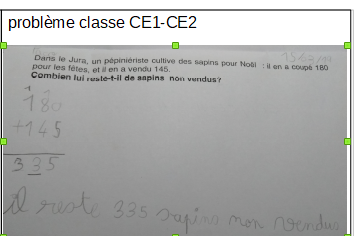 problème classe CE1-CE2
Dans le Jura, un pépiniériste cultive des sapins pour Noël : il en a coupé 180
pour les fêtes, et il en a vendu 145.
Combien lui reste-t-il de sapins non vendus?
1
180
+145
335
il reste 335 sapins non vendus